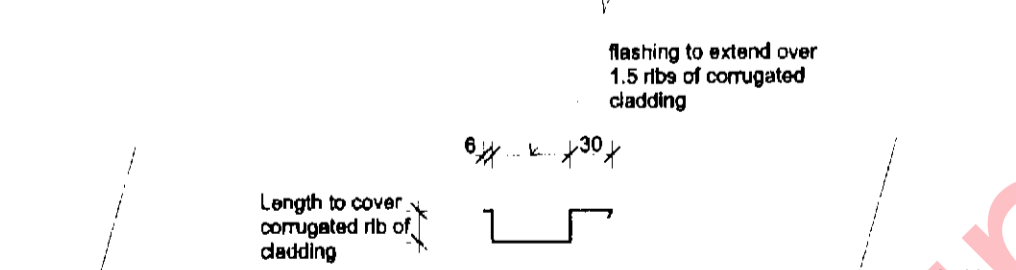 flashing to extend over
1.5 ribs of corrugated
cladding
6
30
Length to cover
corrugated rib of
cladding